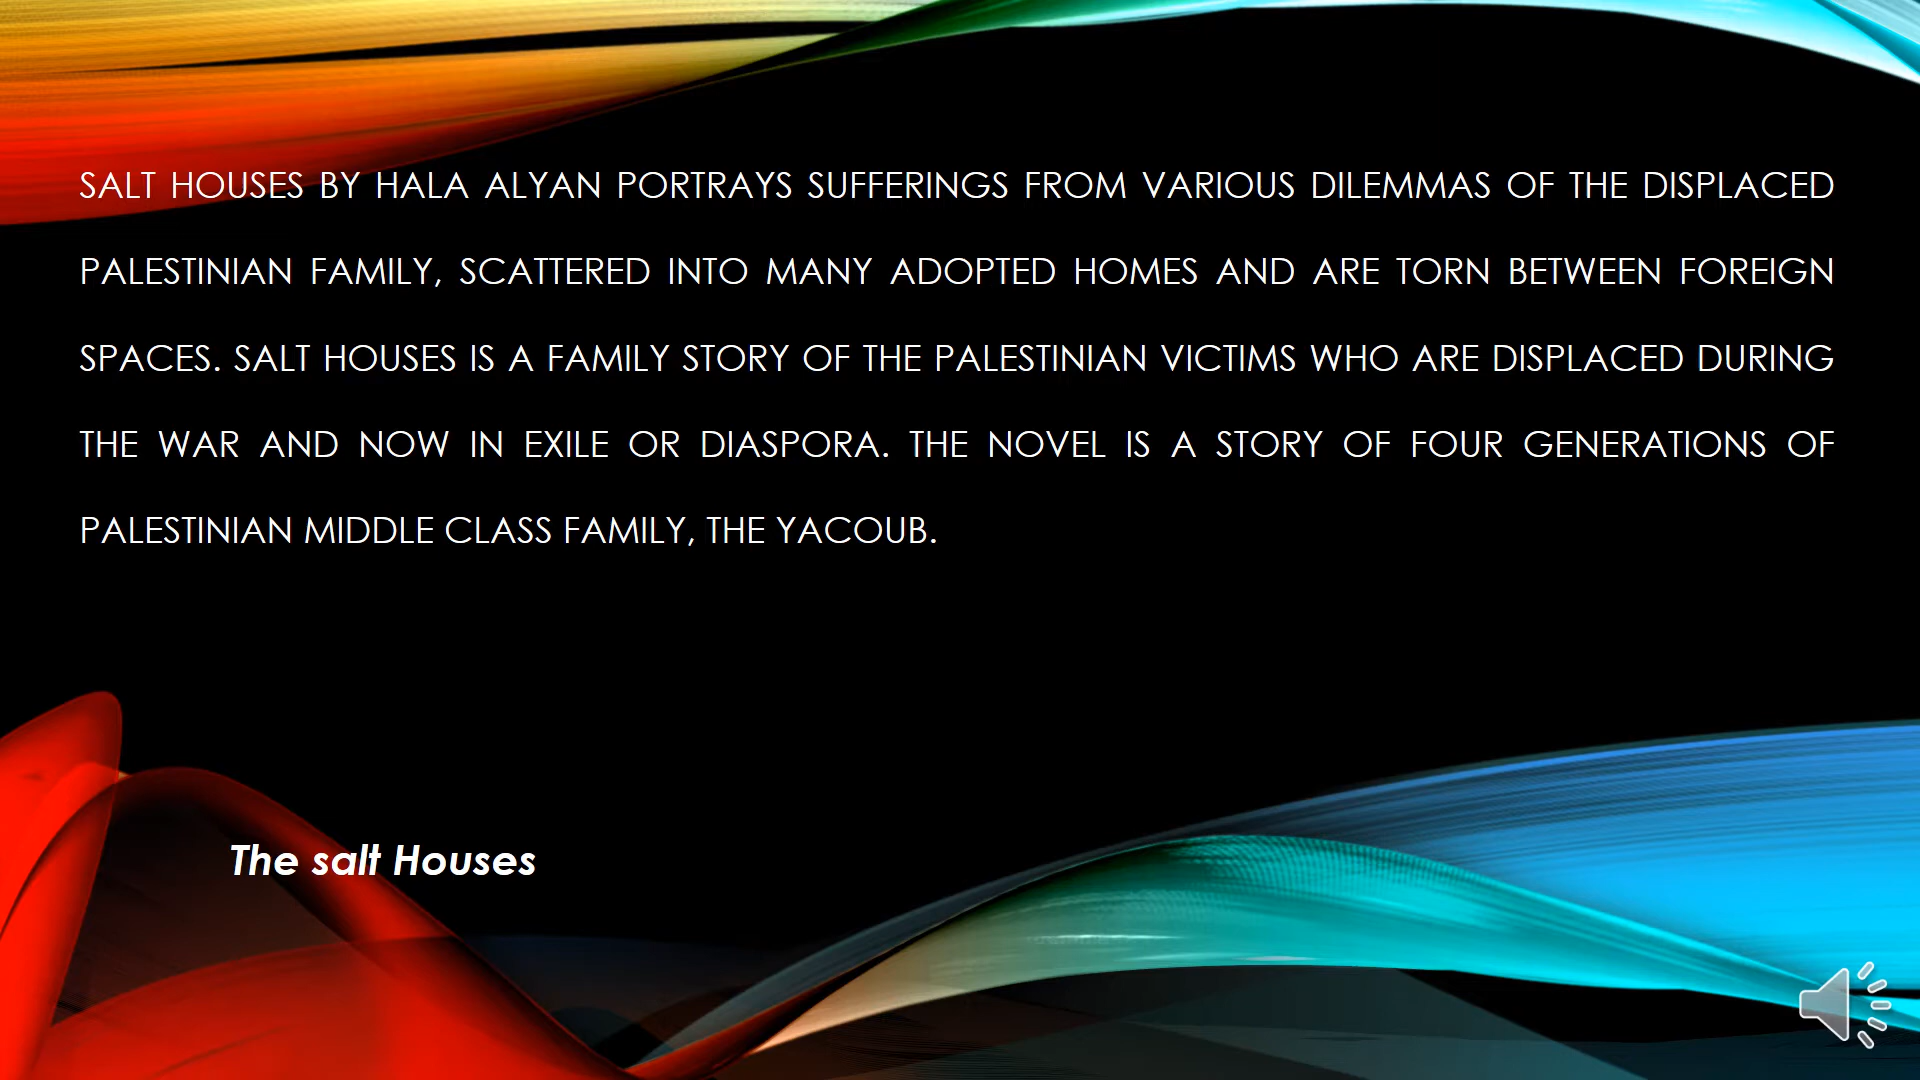 SALT HOUSES BY HALA ALYAN PORTRAYS SUFFERINGS FROM VARIOUS DILEMMAS OF THE DISPLACED
PALESTINIAN FAMILY, SCATTERED INTO MANY ADOPTED HOMES AND ARE TORN BETWEEN FOREIGN
SPACES. SALT HOUSES IS A FAMILY STORY OF THE PALESTINIAN VICTIMS WHO ARE DISPLACED DURING
THE WAR AND NOW IN EXILE OR DIASPORA. THE NOVEL IS A STORY OF FOUR GENERATIONS OF
PALESTINIAN MIDDLE CLASS FAMILY, THE YACOUB.
The salt Houses